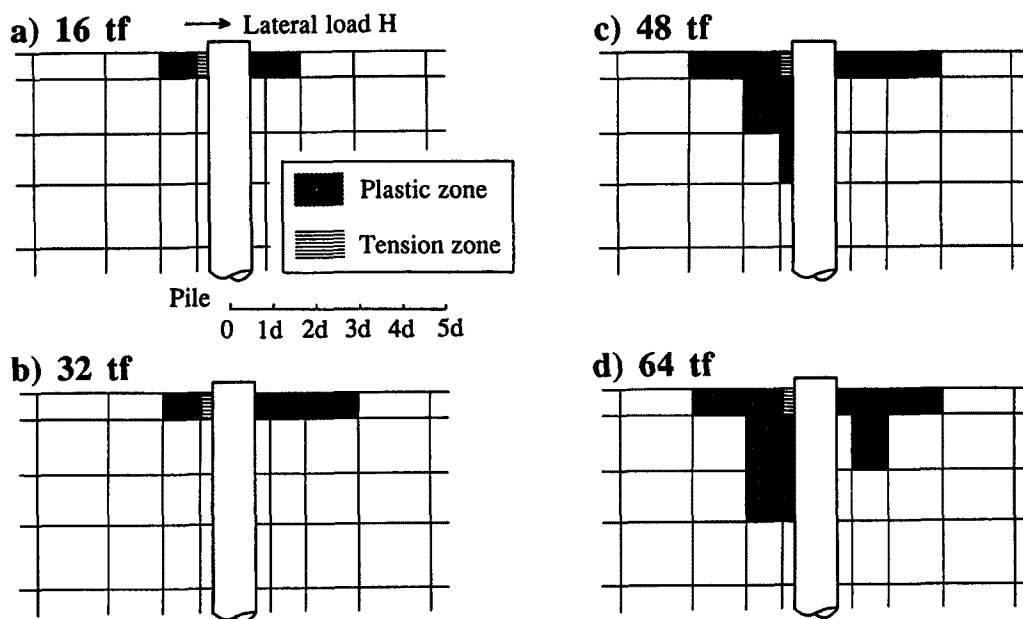 a) 16 tf
Lateral load H
Plastic zone
Tension zone
Pile
0 1d 2d 3d 4d 5d
b) 32 tf
c) 48 tf
d) 64 tf